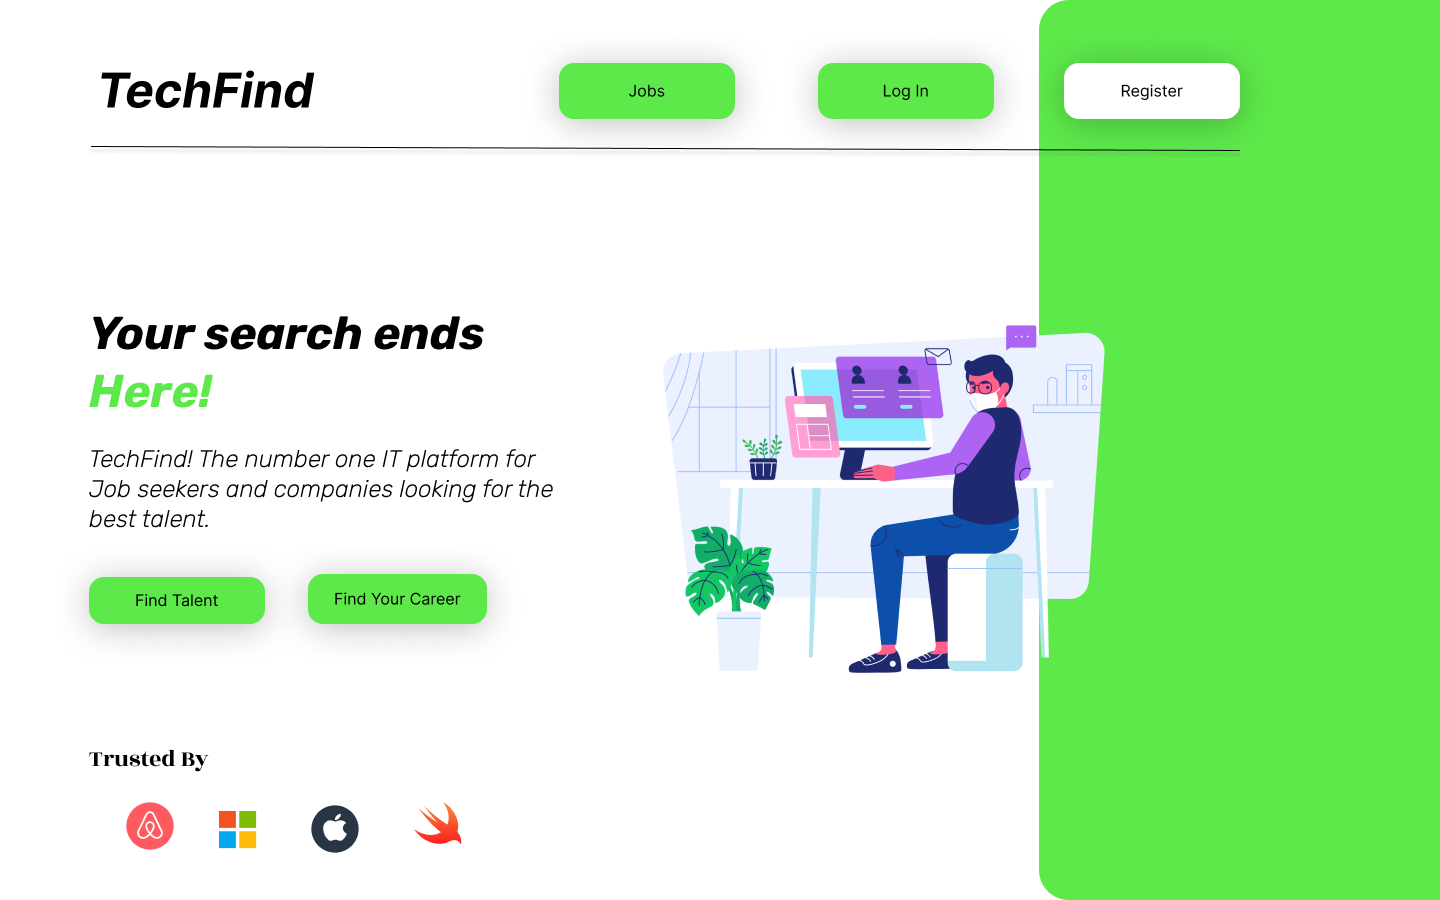 TechFind
Jobs
Log In
Register
Your search ends
Here!
TechFind! The number one IT platform for
Job seekers and companies looking for the
best talent.
Find Talent
Find Your Career
Trusted By